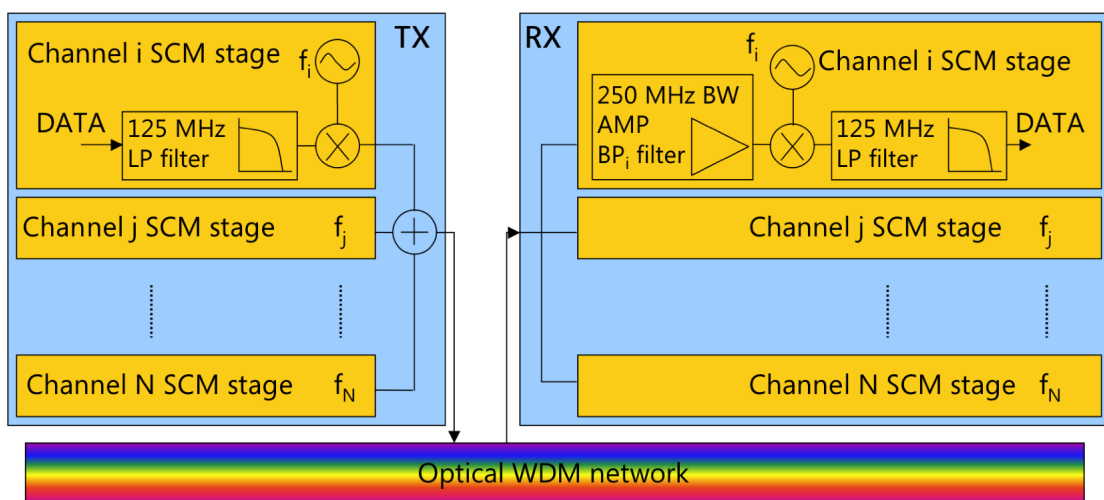 TX
Channel i SCM stage
fi
DATA
125 MHz
LP filter
Channel j SCM stage fj
Channel N SCM stage fN
RX
fi
Channel i SCM stage
250 MHz BW
AMP
BPi filter
125 MHz
LP filter
DATA
Channel j SCM stage fj
Channel N SCM stage fN
Optical WDM network